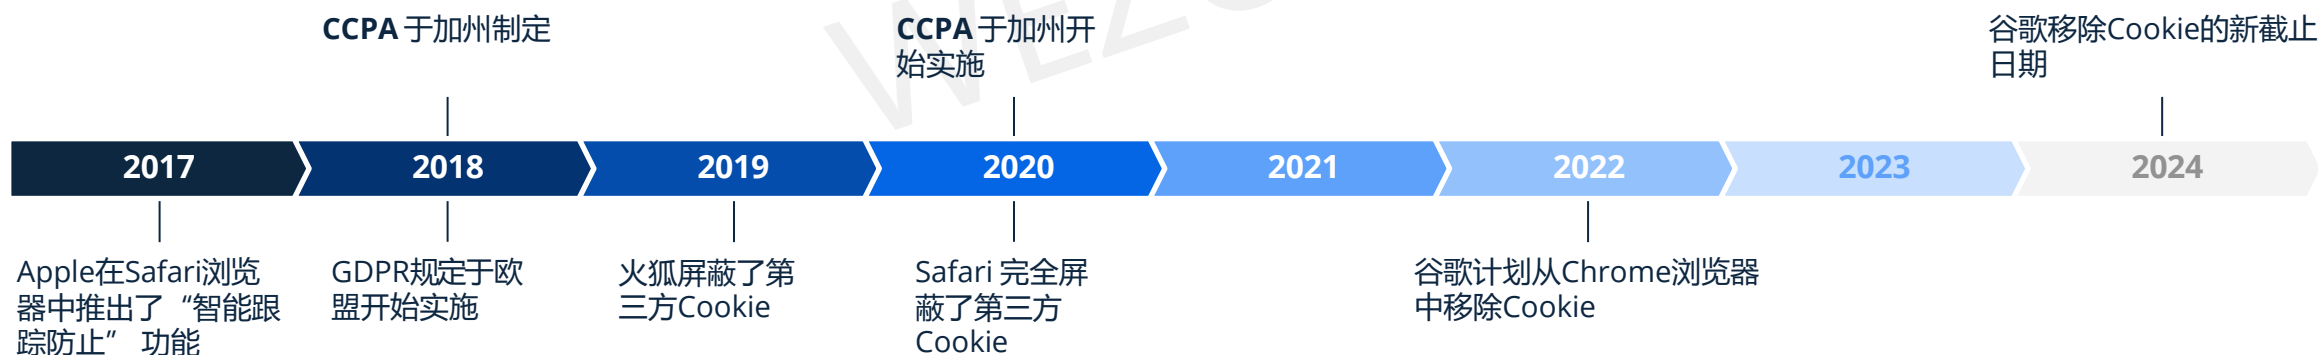 CCPA 于加州制定
CCPA 于加州开
始实施
谷歌移除Cookie的新截止
日期
2017
2018
2019
2020
2021
2022
2023
2024
Apple在Safari浏览
器中推出了“智能跟
踪防止” 功能
GDPR规定于欧
盟开始实施
火狐屏蔽了第
三方Cookie
Safari 完全屏
蔽了第三方
Cookie
谷歌计划从Chrome浏览器
中移除Cookie